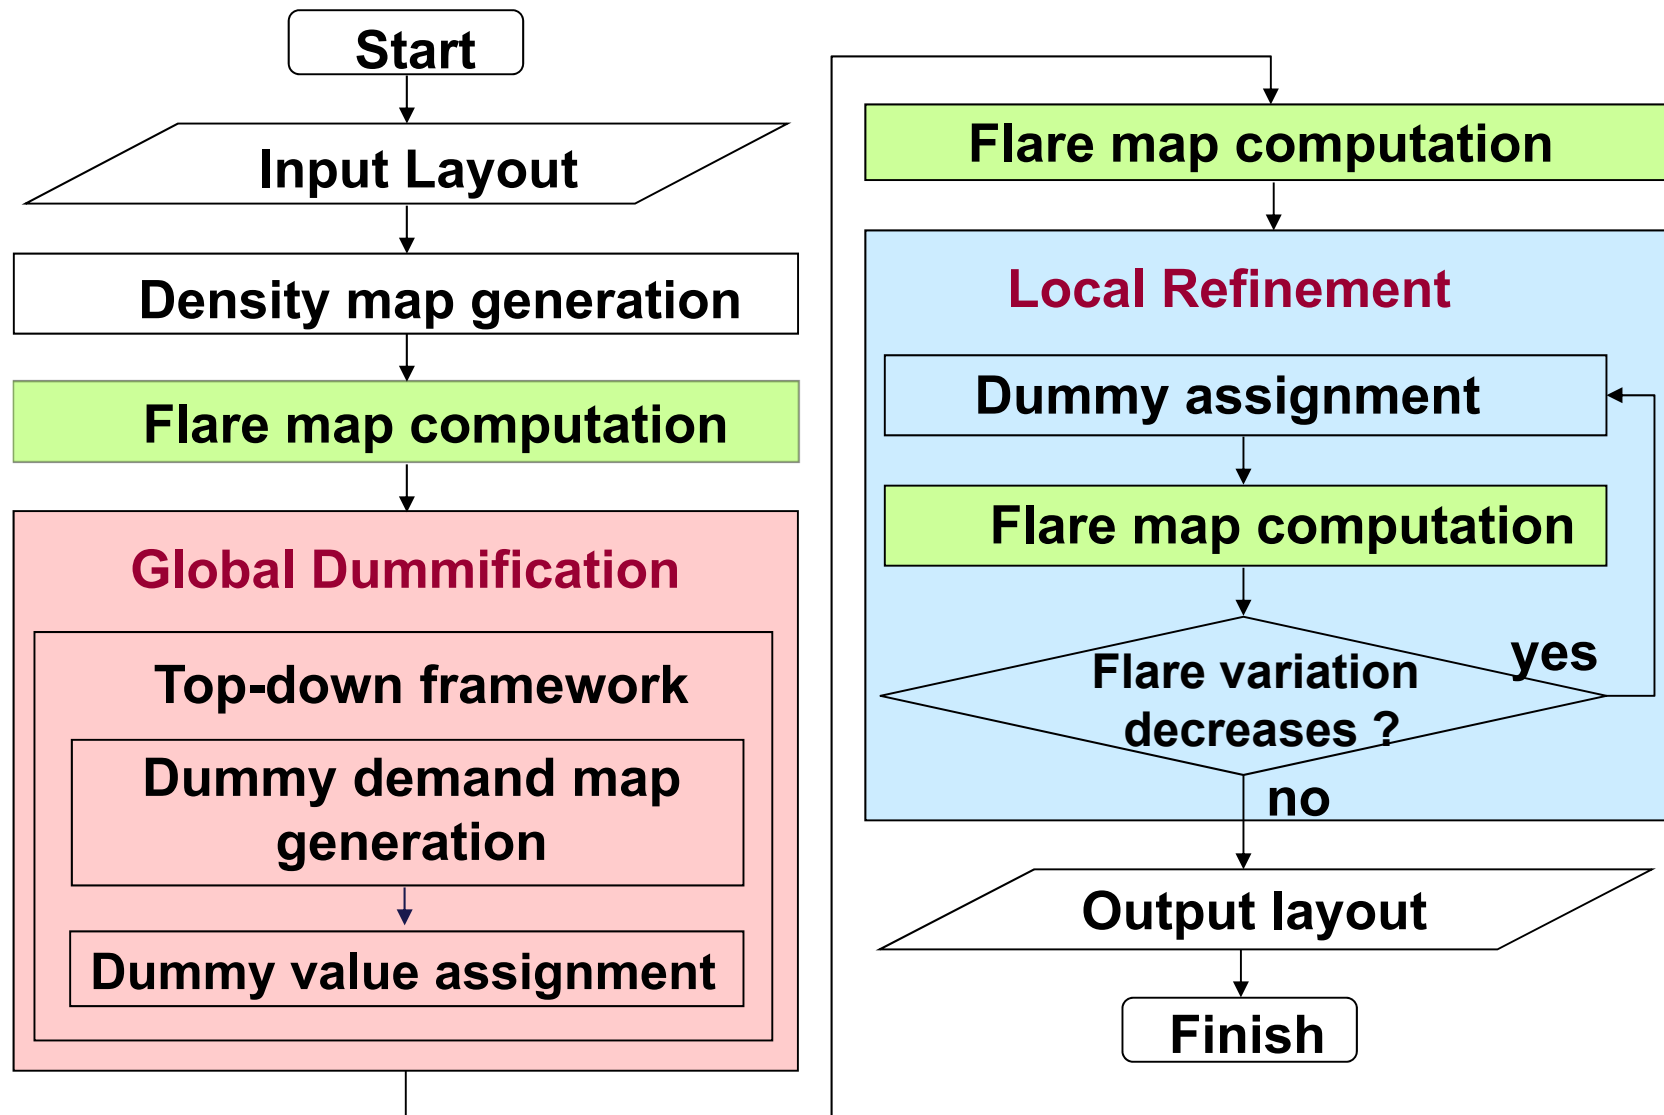 Start
Input Layout
Density map generation
Flare map computation
Global Dummification
Top-down framework
Dummy demand map
generation
Dummy value assignment
Flare map computation
Local Refinement
Dummy assignment
Flare map computation
Flare variation
decreases ?
yes
no
Output layout
Finish